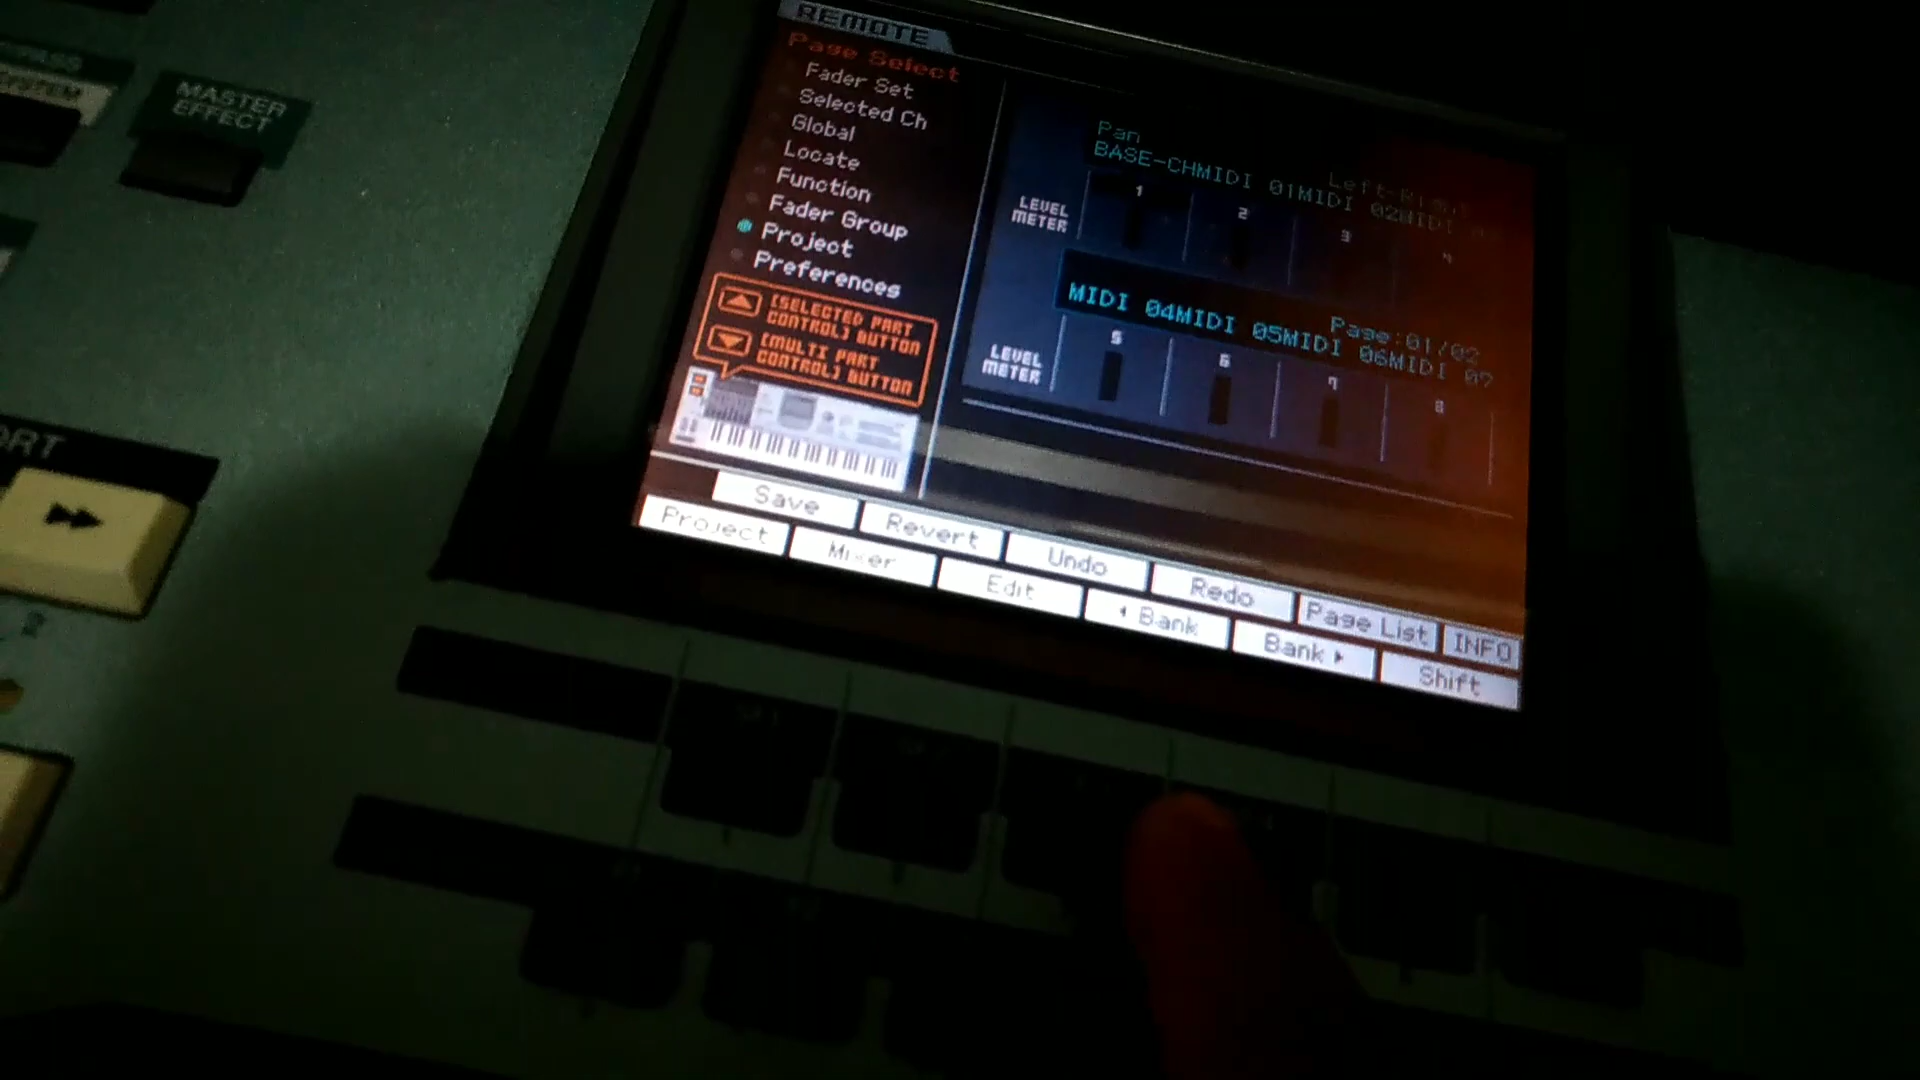 REMOTE
Page Select
Fader Set
Selected Ch
Global
Locate
Function
Fader Group
Project
Preferences
[SELECTED PART
CONTROL] BUTTON
[MULTI PART
CONTROL] BUTTON
Pan
Left-Right
BASE-CHMIDI 01MIDI 02MIDI
LEVEL
METER
1
2
3
4
Page:01/02
MIDI 04MIDI 05MIDI 06MIDI 07
LEVEL
METER
5
6
7
8
Save
Revert
Undo
Redo
Page List
INFO
Project
Mixer
Edit
Bank
Bank
Shift
SYSTEM
MASTER
EFFECT